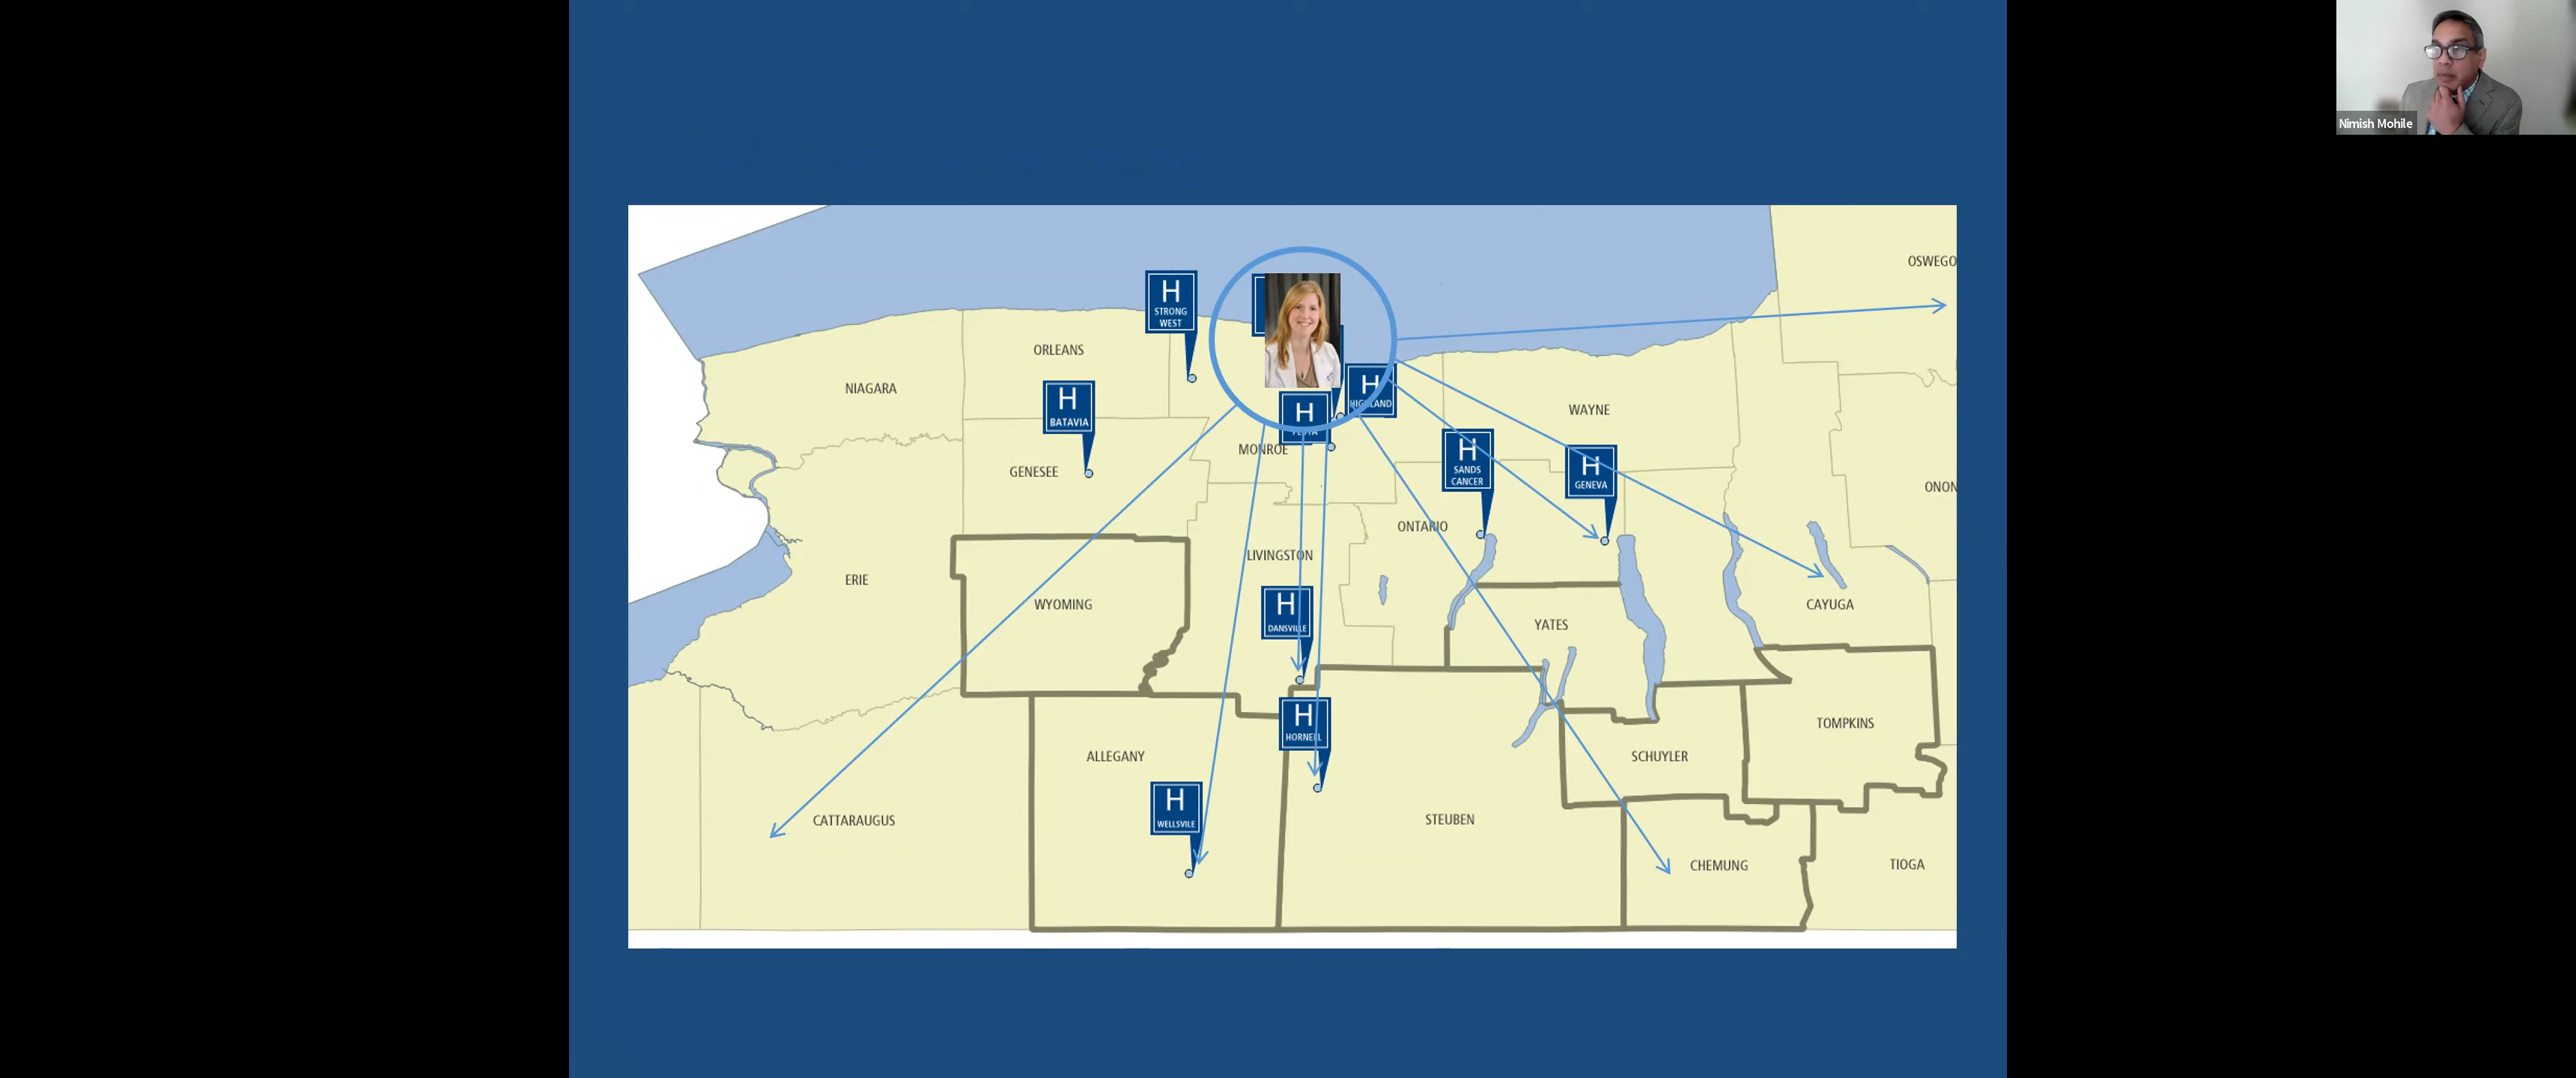 Nimish Mohile
OSWEGO
H
STRONG
WEST
ORLEANS
NIAGARA
H
BATAVIA
H
HIGHLAND
H
WAYNE
MONROE
GENESEE
H
SANDS
CANCER
H
GENEVA
ONON
ONTARIO
LIVINGSTON
ERIE
WYOMING
H
DANSVILLE
CAYUGA
YATES
H
HORNELL
TOMPKINS
ALLEGANY
SCHUYLER
H
WELLSVILE
CATTARAUGUS
STEUBEN
CHEMUNG
TIOGA